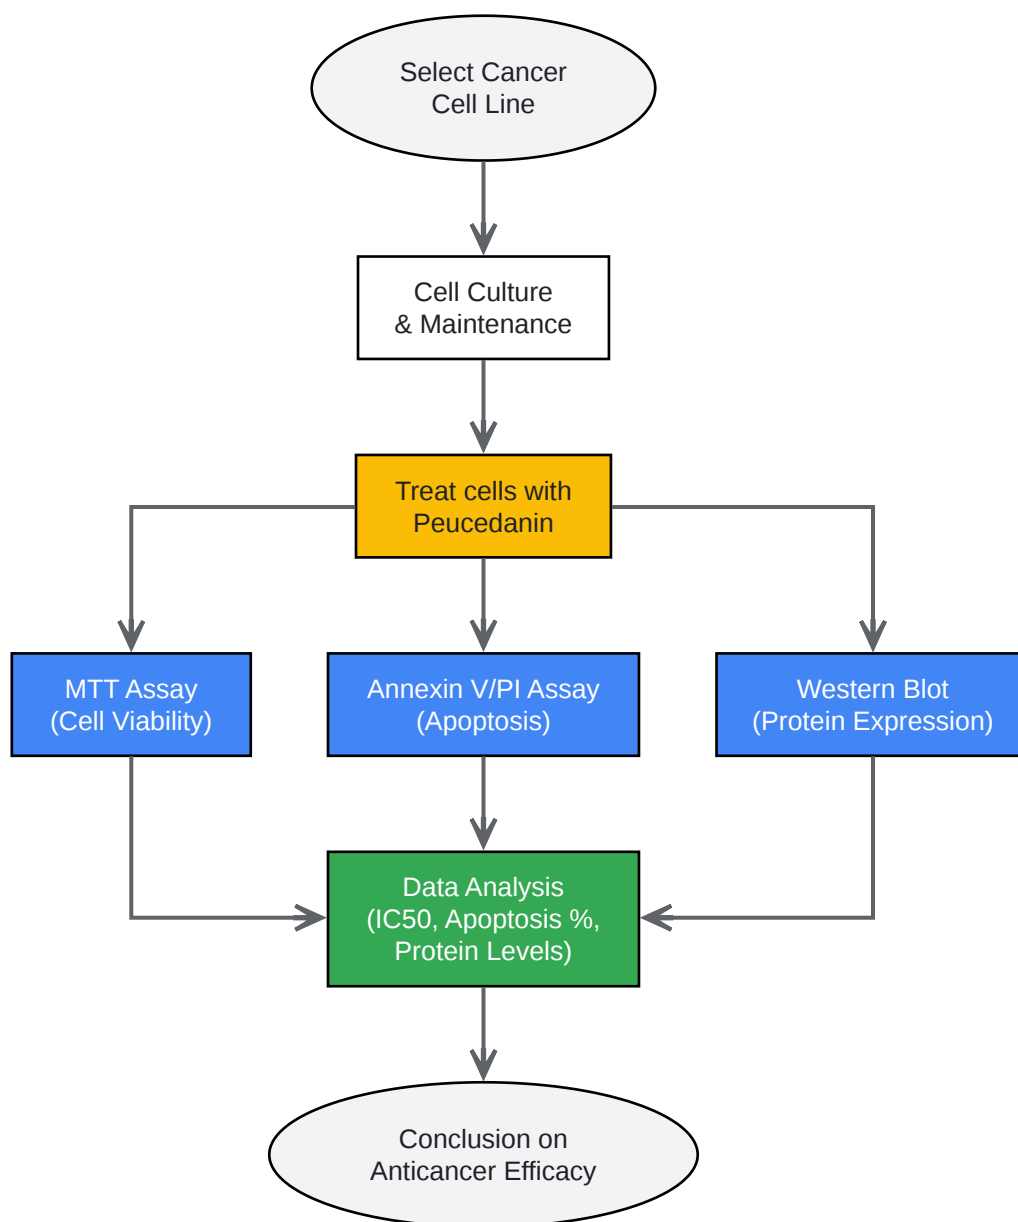 Select Cancer
Cell Line
Cell Culture
& Maintenance
Treat cells with
Peucedanin
MTT Assay
(Cell Viability)
Annexin V/PI Assay
(Apoptosis)
Western Blot
(Protein Expression)
Data Analysis
(IC50, Apoptosis %,
Protein Levels)
Conclusion on
Anticancer Efficacy